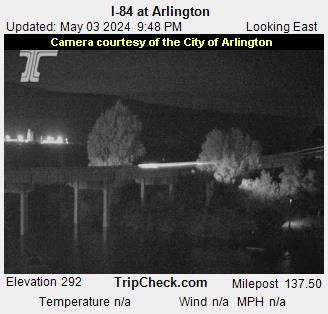 I-84 at Arlington
Updated: May 03 2024 9:48 PM Looking East
Camera courtesy of the City of Arlington
Elevation 292 TripCheck.com Milepost 137.50
Temperature n/a Wind n/a MPH n/a